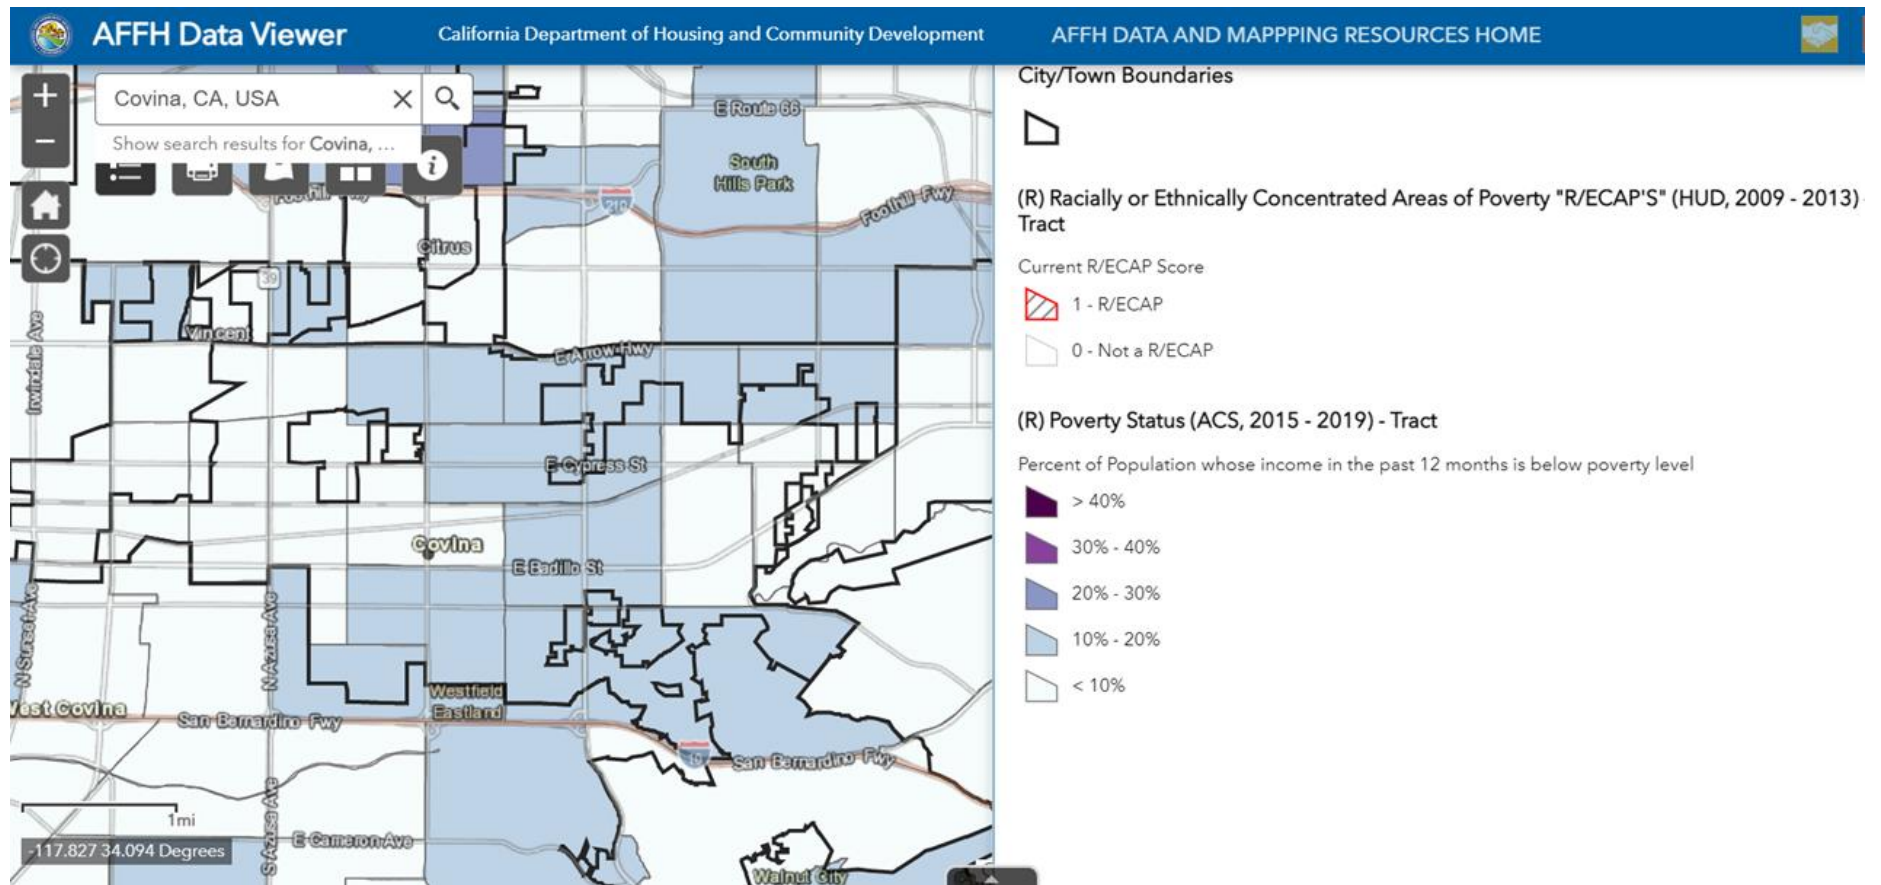 AFFH Data Viewer
California Department of Housing and Community Development
AFFH DATA AND MAPPPING RESOURCES HOME
+
−
Covina, CA, USA
Show search results for Covina, ...
E Route 66
South
Hills Park
210
Foothill Fwy
Foothill Fwy
Citrus
39
Vincent
Irwindale Ave
E Arrow Hwy
E Cypress St
Covina
E Badillo St
N Sunset Ave
N Azusa Ave
Westfield
Eastland
West Covina
San Bernardino Fwy
10
San Bernardino Fwy
1mi
S Azusa Ave
E Cameron Ave
-117.827 34.094 Degrees
Walnut City
City/Town Boundaries
(R) Racially or Ethnically Concentrated Areas of Poverty "R/ECAP'S" (HUD, 2009 - 2013) -
Tract
Current R/ECAP Score
1 - R/ECAP
0 - Not a R/ECAP
(R) Poverty Status (ACS, 2015 - 2019) - Tract
Percent of Population whose income in the past 12 months is below poverty level
> 40%
30% - 40%
20% - 30%
10% - 20%
< 10%